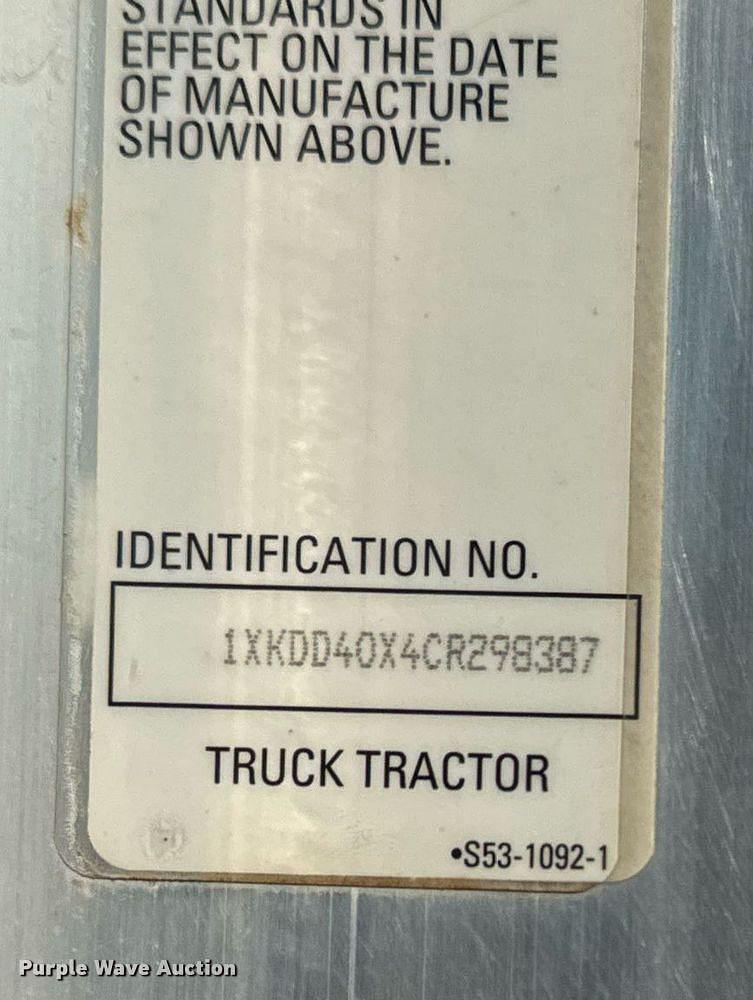 STANDARDS IN
EFFECT ON THE DATE
OF MANUFACTURE
SHOWN ABOVE.
IDENTIFICATION NO.
1XKDD40X4CR298387
TRUCK TRACTOR
•S53-1092-1
Purple Wave Auction